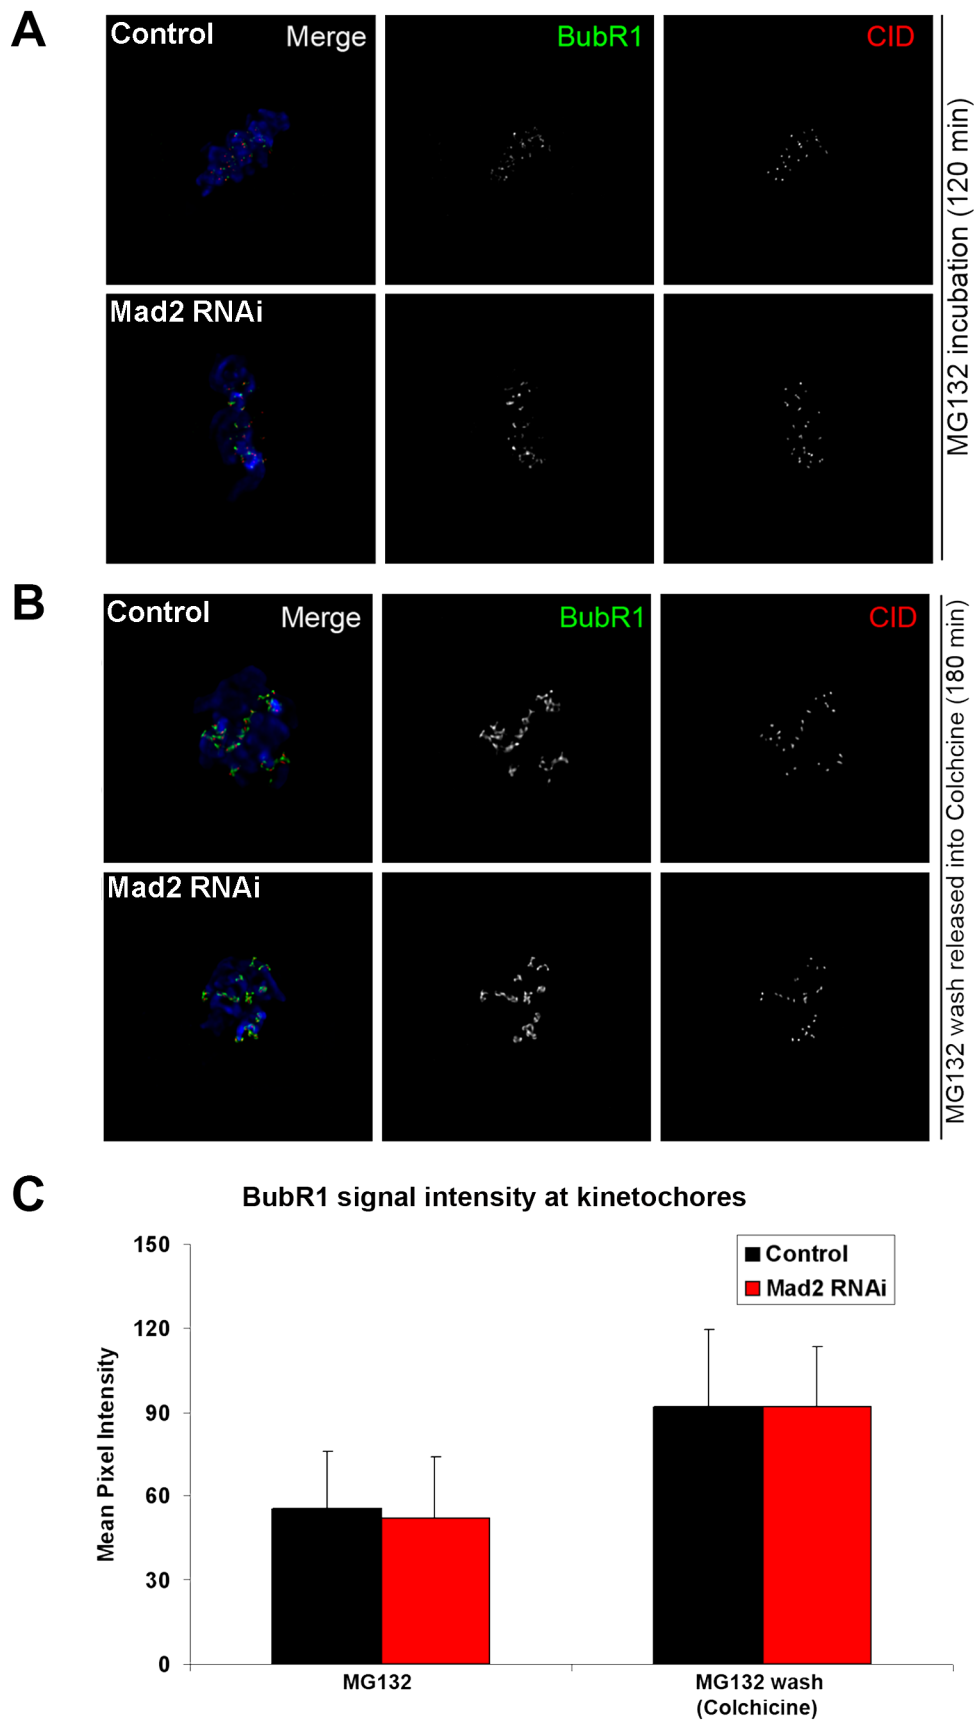 A
Control
Merge
BubR1
CID
Mad2 RNAi
MG132 incubation (120 min)
B
Control
Merge
BubR1
CID
Mad2 RNAi
MG132 wash released into Colchcine (180 min)
C
BubR1 signal intensity at kinetochores
Control
Mad2 RNAi
Mean Pixel Intensity
150
120
90
60
30
0
MG132
MG132 wash
(Colchicine)